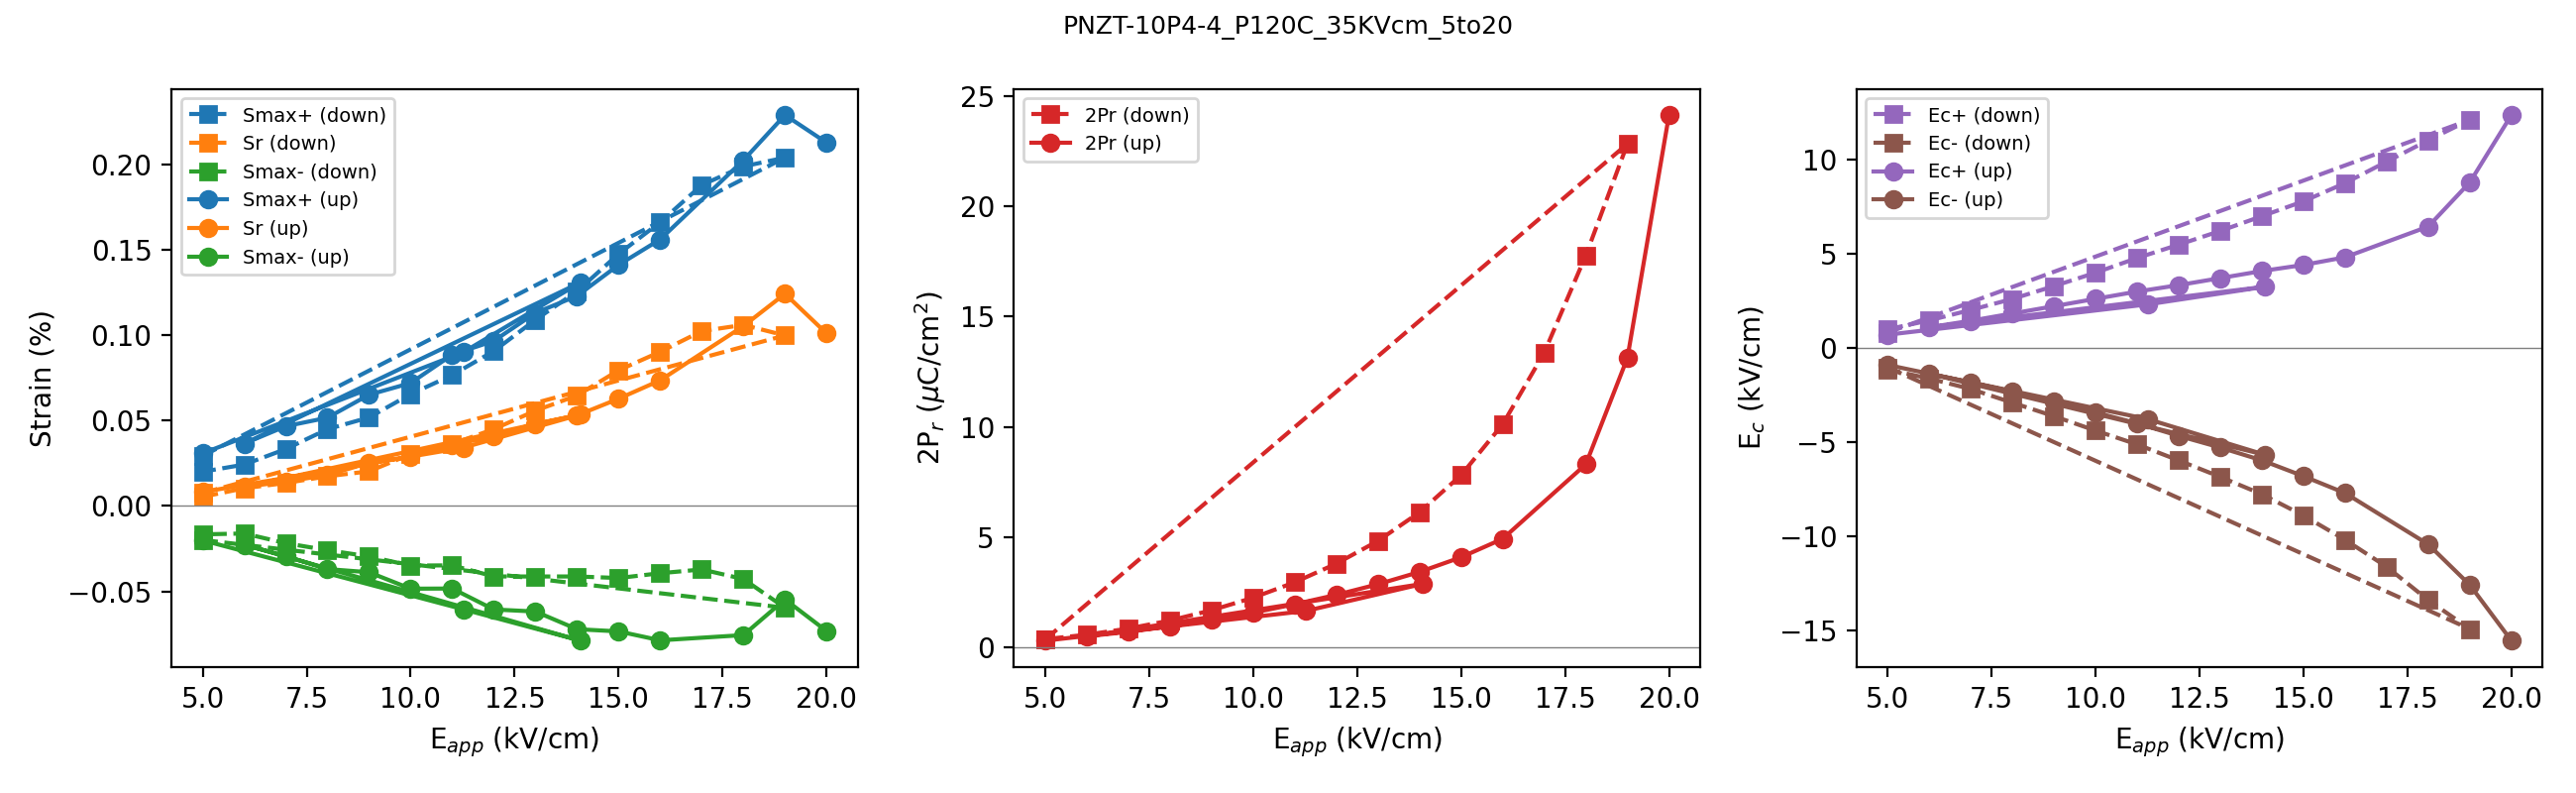 PNZT-10P4-4_P120C_35KVcm_5to20
Strain (%)
0.20
0.15
0.10
0.05
0.00
−0.05
Smax+ (down)
Sr (down)
Smax- (down)
Smax+ (up)
Sr (up)
Smax- (up)
5.0 7.5 10.0 12.5 15.0 17.5 20.0
E_app (kV/cm)
2P_r (μC/cm²)
25
20
15
10
5
0
2Pr (down)
2Pr (up)
5.0 7.5 10.0 12.5 15.0 17.5 20.0
E_app (kV/cm)
E_c (kV/cm)
10
5
0
−5
−10
−15
Ec+ (down)
Ec- (down)
Ec+ (up)
Ec- (up)
5.0 7.5 10.0 12.5 15.0 17.5 20.0
E_app (kV/cm)